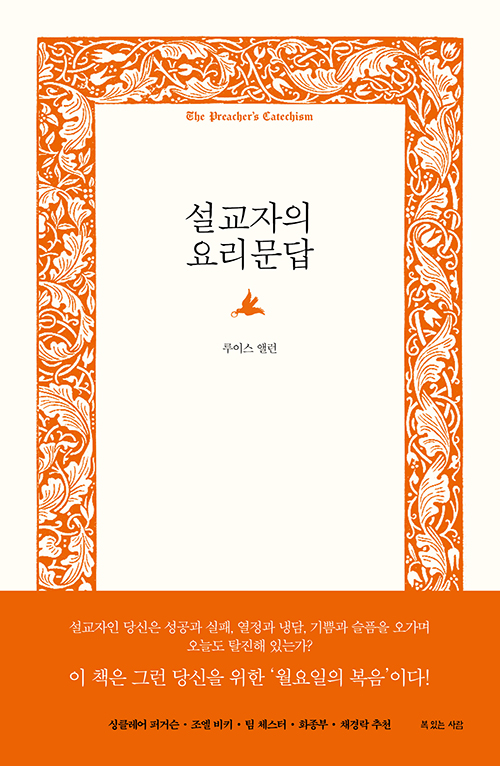 The Preacher's Catechism
설교자의
요리문답
루이스 앨런
설교자인 당신은 성공과 실패, 열정과 냉담, 기쁨과 슬픔을 오가며
오늘도 탈진해 있는가?
이 책은 그런 당신을 위한 ‘월요일의 복음’이다!
싱클레어 퍼거슨 • 조엘 비키 • 팀 체스터 • 화종부 • 채경락 추천
복 있는 사람